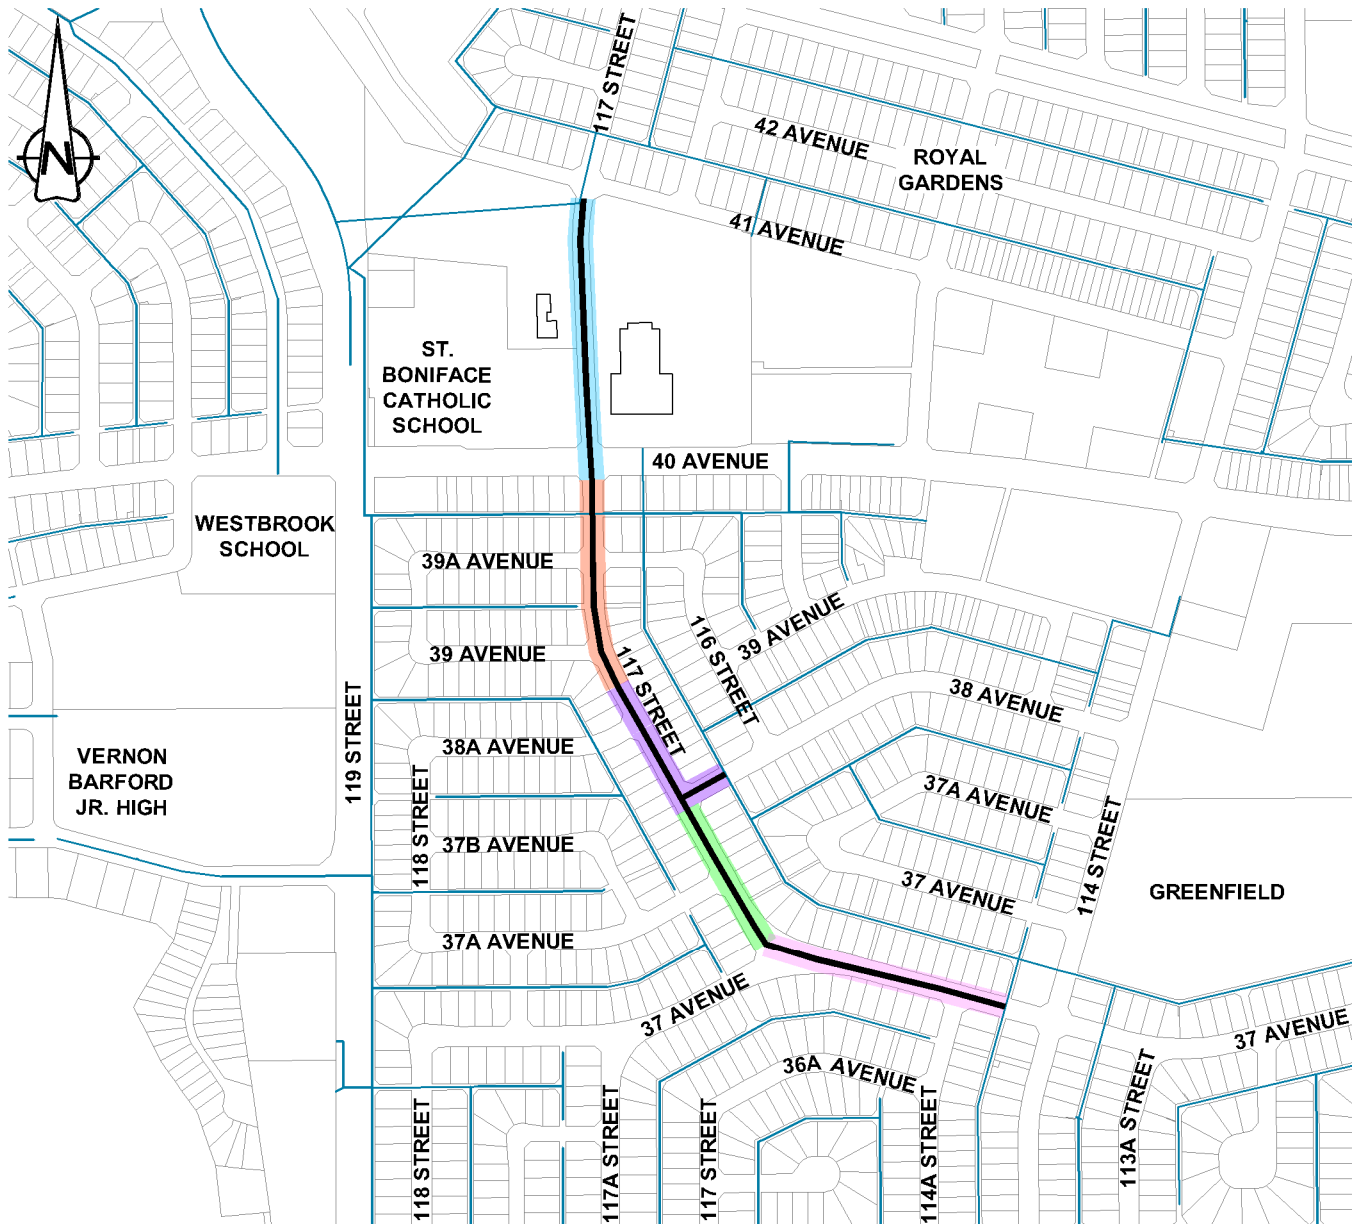 117 STREET
N
42 AVENUE
ROYAL
GARDENS
41 AVENUE
ST.
BONIFACE
CATHOLIC
SCHOOL
40 AVENUE
WESTBROOK
SCHOOL
39A AVENUE
39 AVENUE
39 AVENUE
117 STREET
116 STREET
38 AVENUE
119 STREET
VERNON
BARFORD
JR. HIGH
38A AVENUE
118 STREET
37A AVENUE
37B AVENUE
114 STREET
37 AVENUE
GREENFIELD
37A AVENUE
37 AVENUE
37 AVENUE
36A AVENUE
118 STREET
117A STREET
117 STREET
114A STREET
113A STREET